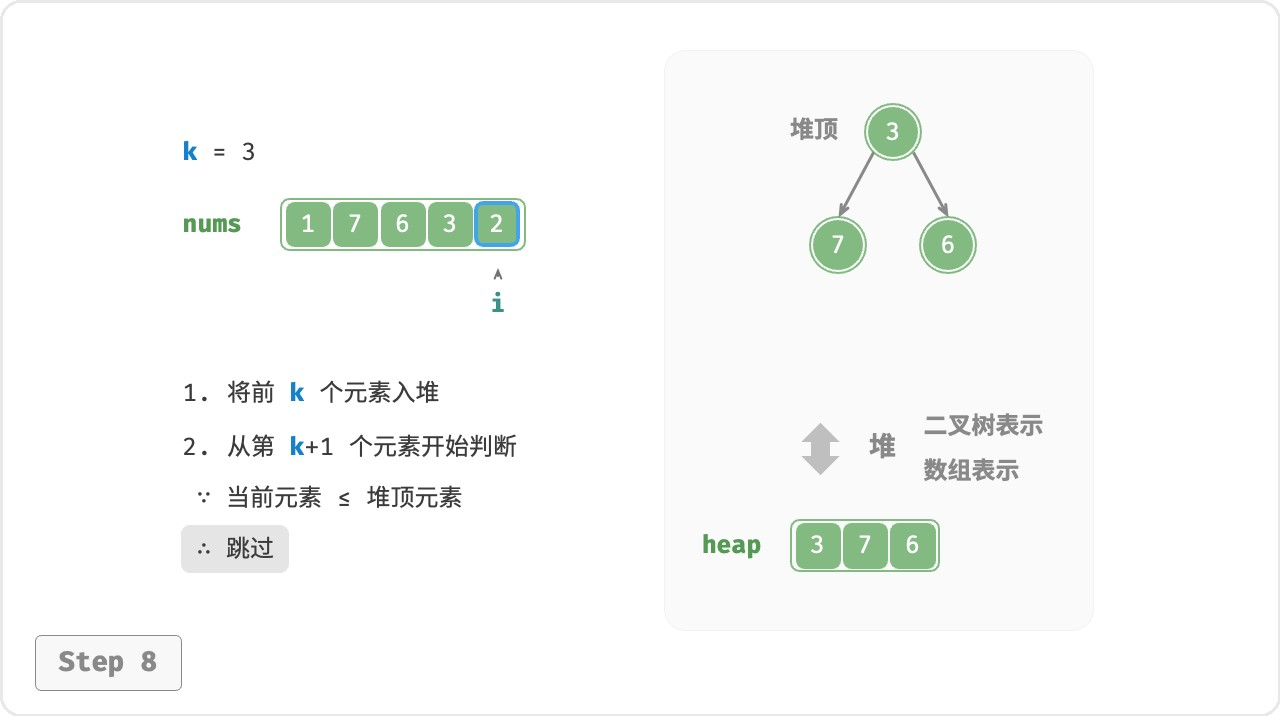 k = 3
nums 1 7 6 3 2
i
1. 将前 k 个元素入堆
2. 从第 k+1 个元素开始判断
∵ 当前元素 ≤ 堆顶元素
∴ 跳过
Step 8
堆顶 3
7 6
堆
二叉树表示
数组表示
heap 3 7 6